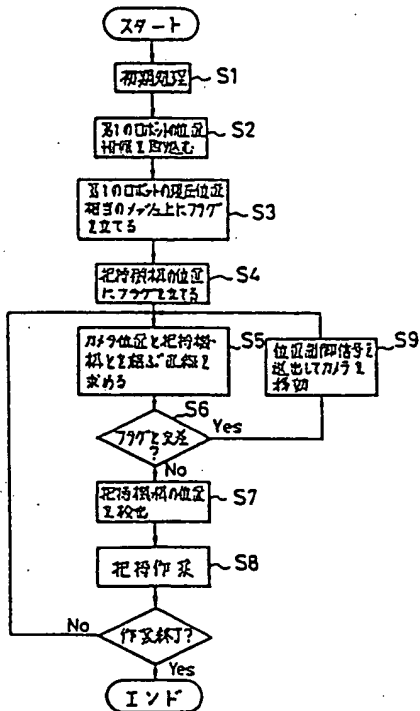 スタート
初期処理
S1
第1のロボットの位置
情報を取込む
S2
第1のロボットの現在位置
相当のメッシュ上にフラグ
を立てる
S3
把持機構の位置
にフラグを立てる
S4
カメラ位置と把持機
構とを結ぶ直線を
求める
S5
位置制御信号を
送出してカメラを
移動
S9
フラグと交差
?
S6
Yes
No
把持機構の位置
を検出
S7
把持作業
S8
No
作業終了?
Yes
エンド